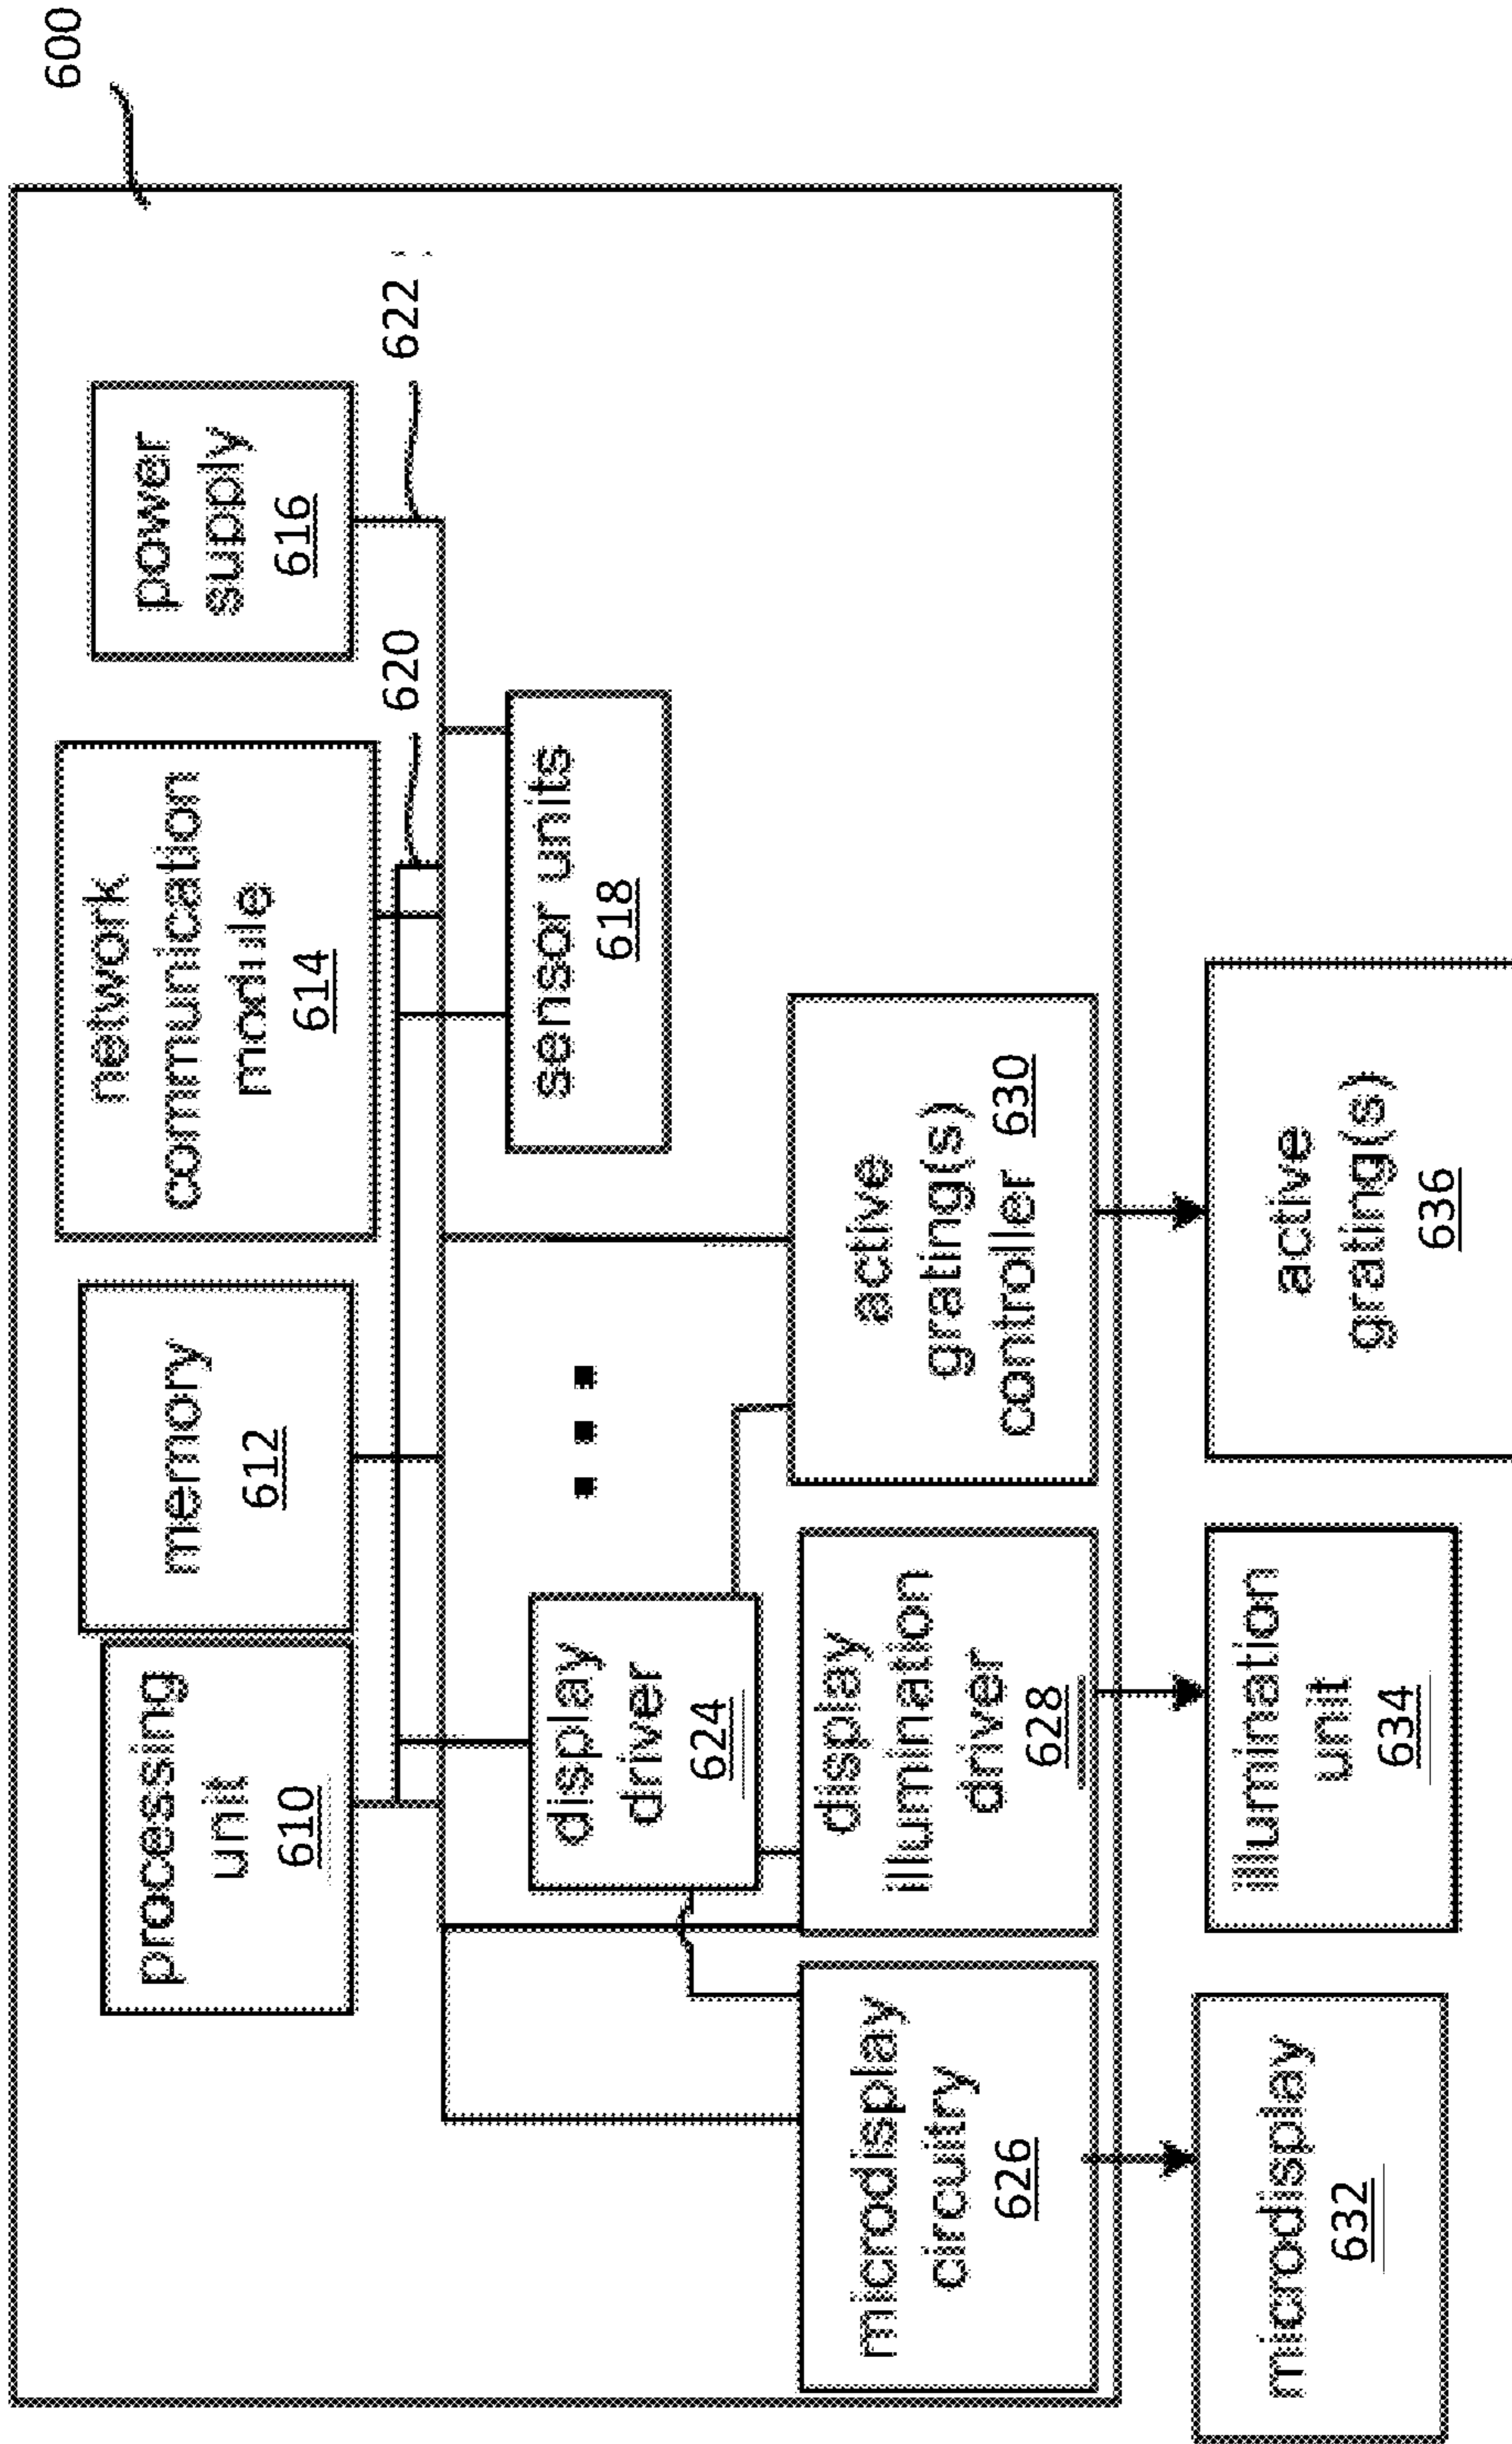 600
processing
unit
610
memory
612
network
communication
module
614
power
supply
616
620
622
sensor units
618
display
driver
624
microdisplay
circuitry
626
display
illumination
driver
628
active
grating(s)
controller 630
microdisplay
632
illumination
unit
634
active
grating(s)
636